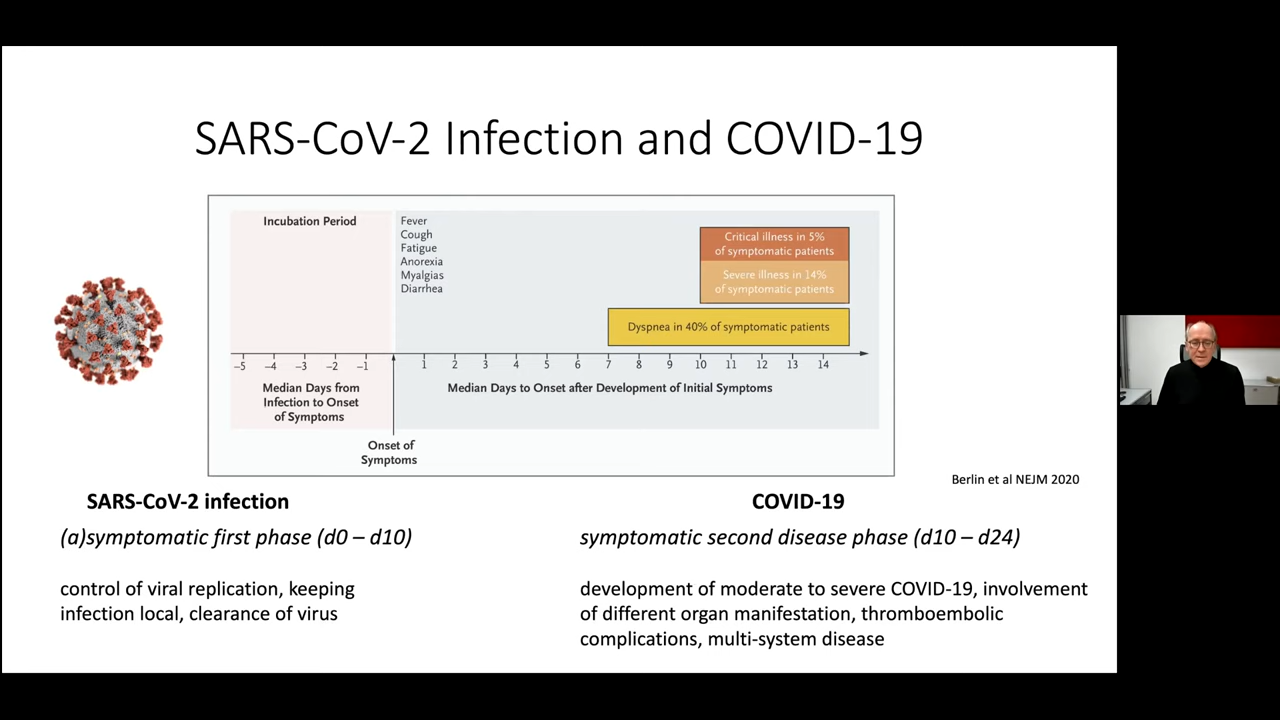 SARS-CoV-2 Infection and COVID-19
Incubation Period
Fever
Cough
Fatigue
Anorexia
Myalgias
Diarrhea
Critical illness in 5%
of symptomatic patients
Severe illness in 14%
of symptomatic patients
Dyspnea in 40% of symptomatic patients
−5 −4 −3 −2 −1 1 2 3 4 5 6 7 8 9 10 11 12 13 14
Median Days from
Infection to Onset
of Symptoms
Median Days to Onset after Development of Initial Symptoms
Onset of
Symptoms
Berlin et al NEJM 2020
SARS-CoV-2 infection
(a)symptomatic first phase (d0 – d10)
control of viral replication, keeping
infection local, clearance of virus
COVID-19
symptomatic second disease phase (d10 – d24)
development of moderate to severe COVID-19, involvement
of different organ manifestation, thromboembolic
complications, multi-system disease